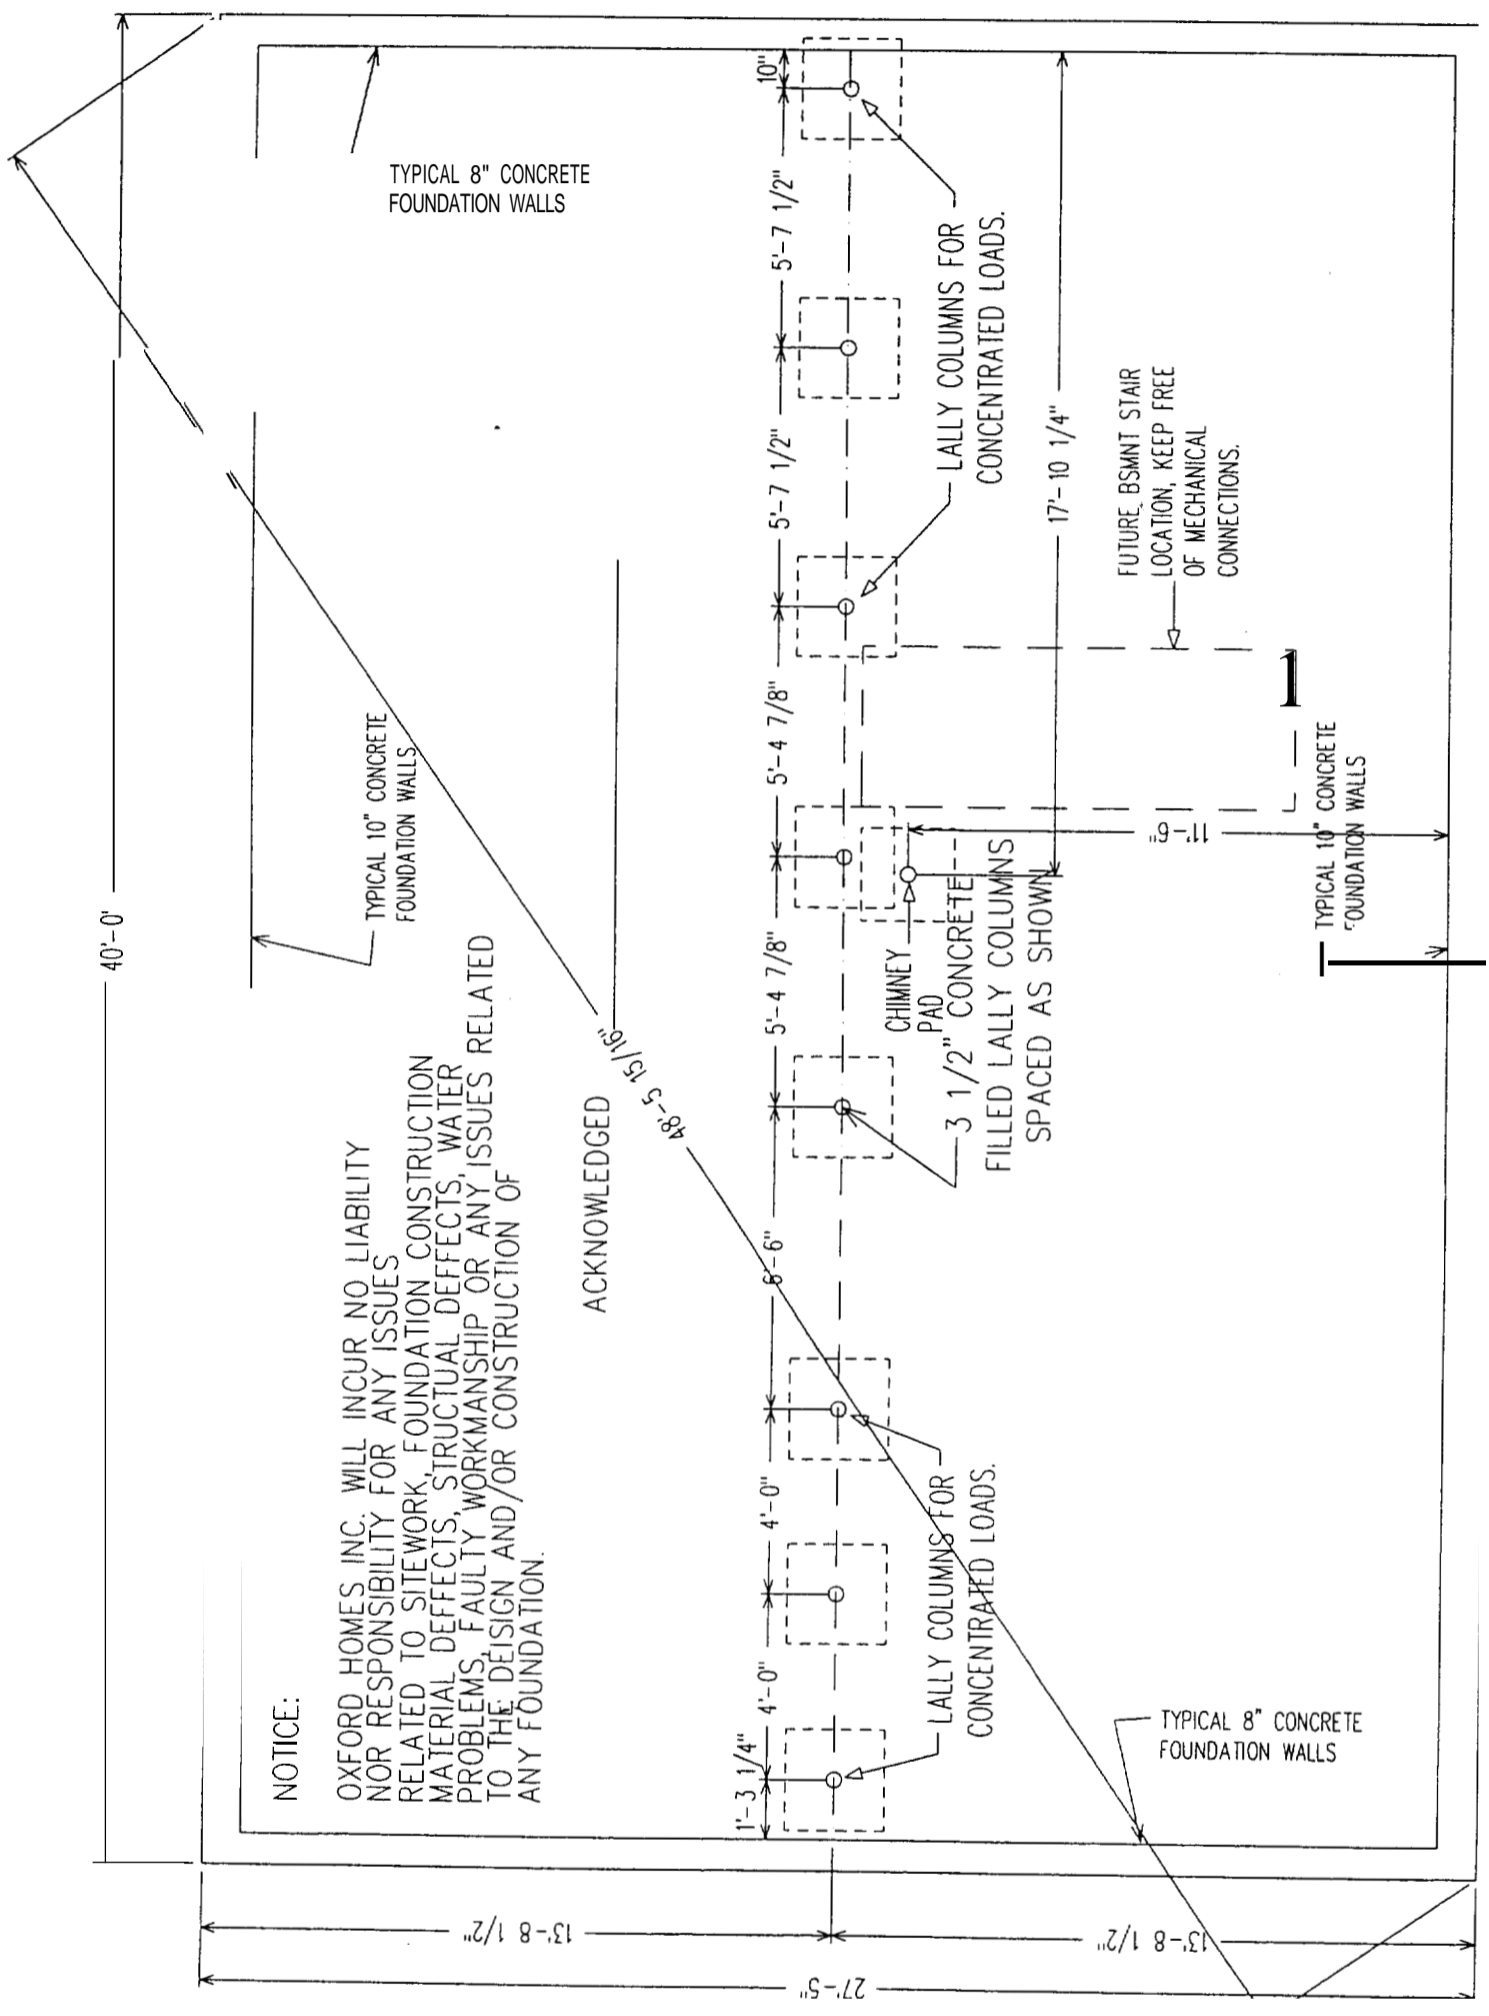 40'-0"
TYPICAL 8" CONCRETE
FOUNDATION WALLS
10"
5'-7 1/2"
5'-7 1/2"
5'-4 7/8"
5'-4 7/8"
6'-6"
4'-0"
4'-0"
1'-3 1/4"
LALLY COLUMNS FOR
CONCENTRATED LOADS.
17'-10 1/4"
FUTURE BSMNT STAIR
LOCATION, KEEP FREE
OF MECHANICAL
CONNECTIONS.
1
TYPICAL 10" CONCRETE
FOUNDATION WALLS
TYPICAL 10" CONCRETE
FOUNDATION WALLS
11'-6"
CHIMNEY
PAD
3 1/2" CONCRETE
FILLED LALLY COLUMNS
SPACED AS SHOWN
48'-5 15/16"
ACKNOWLEDGED
NOTICE:
OXFORD HOMES INC. WILL INCUR NO LIABILITY
NOR RESPONSIBILITY FOR ANY ISSUES
RELATED TO SITEWORK, FOUNDATION CONSTRUCTION
MATERIAL DEFFECTS, STRUCTUAL DEFFECTS, WATER
PROBLEMS, FAULTY WORKMANSHIP OR ANY ISSUES RELATED
TO THE DEISIGN AND/OR CONSTRUCTION OF
ANY FOUNDATION.
LALLY COLUMNS FOR
CONCENTRATED LOADS.
TYPICAL 8" CONCRETE
FOUNDATION WALLS
13'-8 1/2"
13'-8 1/2"
27'-5"